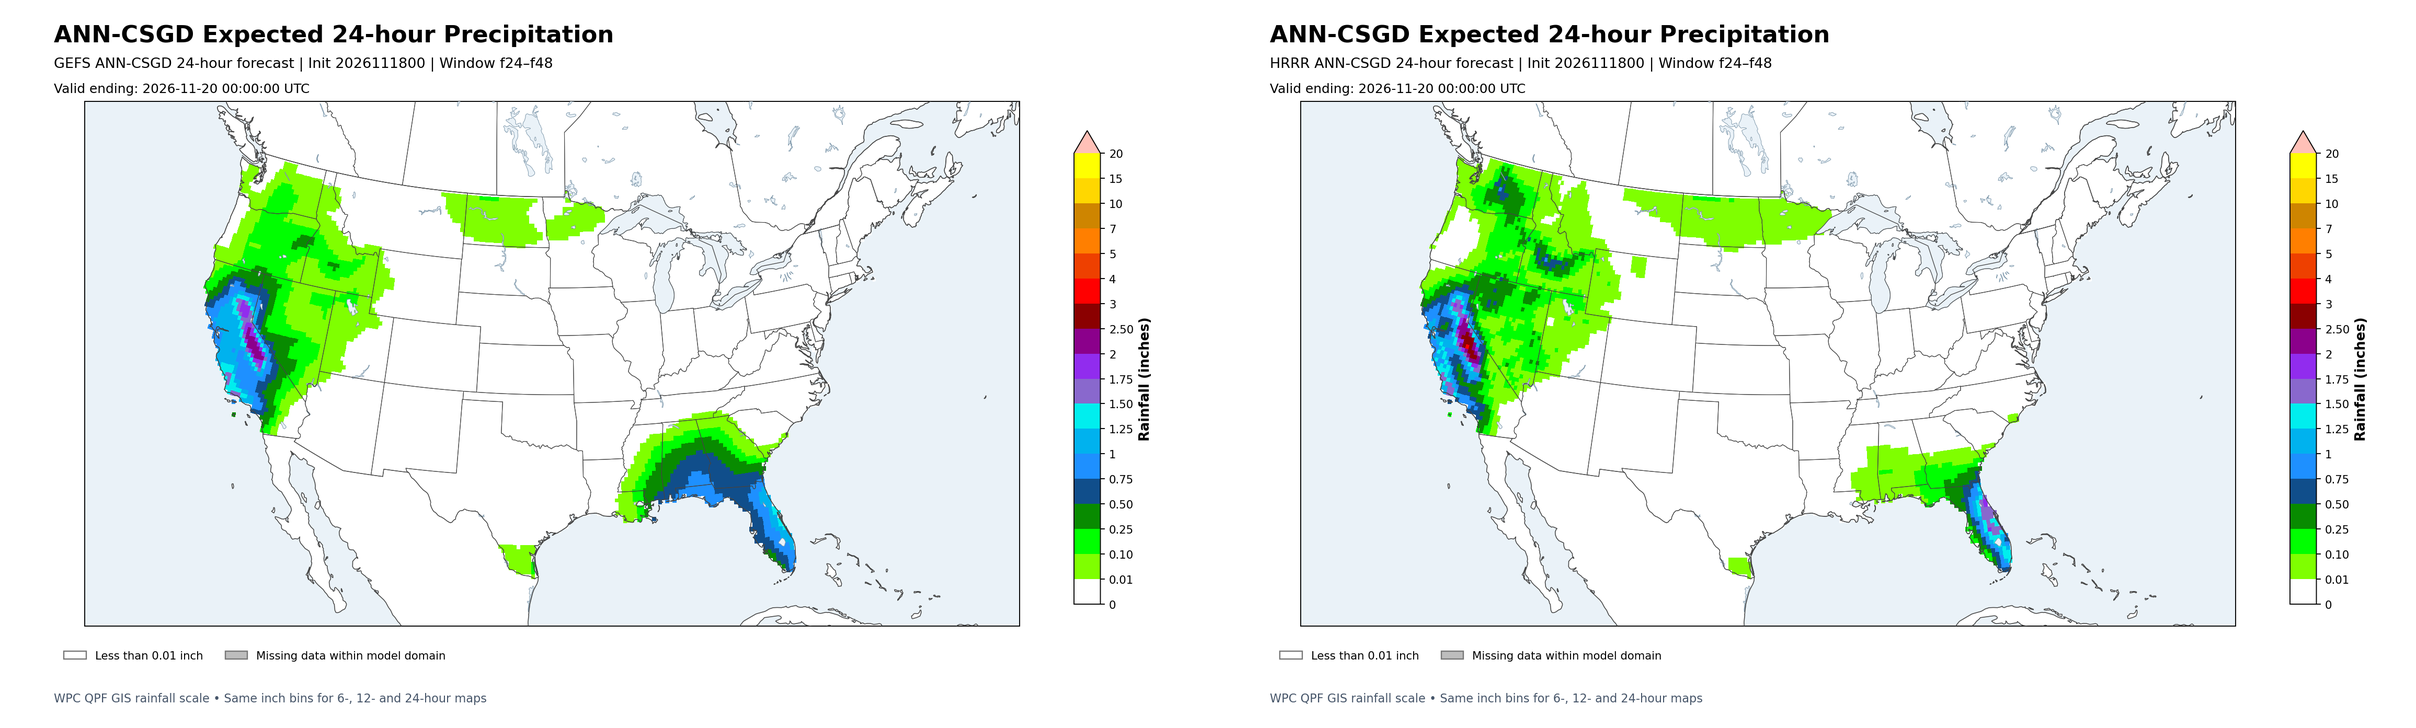 ANN-CSGD Expected 24-hour Precipitation
GEFS ANN-CSGD 24-hour forecast | Init 2026111800 | Window f24–f48
Valid ending: 2026-11-20 00:00:00 UTC
20
15
10
7
5
4
3
2.50
2
1.75
1.50
1.25
1
0.75
0.50
0.25
0.10
0.01
0
Rainfall (inches)
Less than 0.01 inch
Missing data within model domain
WPC QPF GIS rainfall scale • Same inch bins for 6-, 12- and 24-hour maps
ANN-CSGD Expected 24-hour Precipitation
HRRR ANN-CSGD 24-hour forecast | Init 2026111800 | Window f24–f48
Valid ending: 2026-11-20 00:00:00 UTC
20
15
10
7
5
4
3
2.50
2
1.75
1.50
1.25
1
0.75
0.50
0.25
0.10
0.01
0
Rainfall (inches)
Less than 0.01 inch
Missing data within model domain
WPC QPF GIS rainfall scale • Same inch bins for 6-, 12- and 24-hour maps